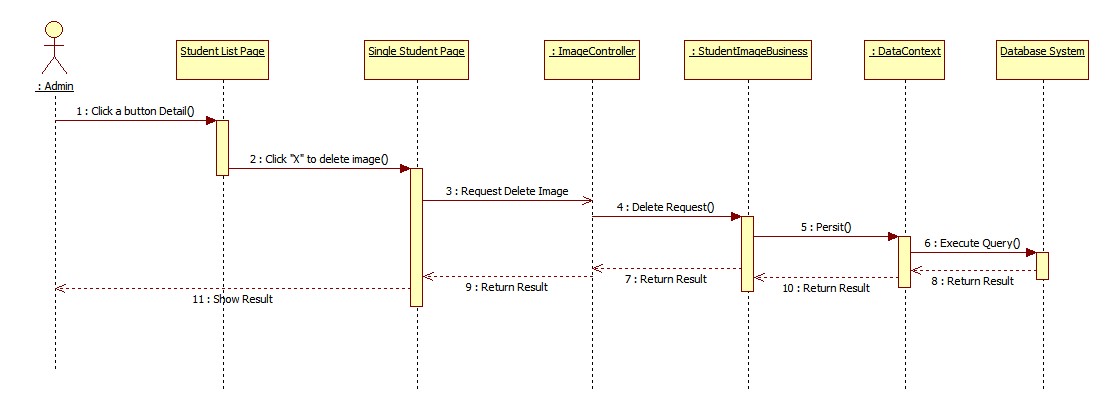 Student List Page
Single Student Page
: ImageController
: StudentImageBusiness
: DataContext
Database System
: Admin
1 : Click a button Detail()
2 : Click "X" to delete image()
3 : Request Delete Image
4 : Delete Request()
5 : Persit()
6 : Execute Query()
7 : Return Result
8 : Return Result
9 : Return Result
10 : Return Result
11 : Show Result